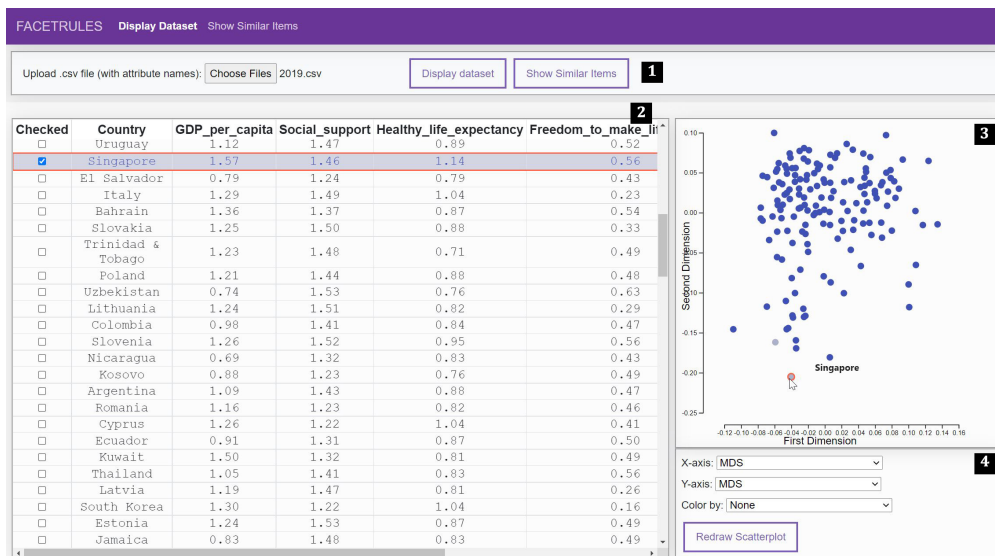 FACETRULES Display Dataset Show Similar Items
Upload .csv file (with attribute names): Choose Files 2019.csv Display dataset Show Similar Items 1
2
Checked Country GDP_per_capita Social_support Healthy_life_expectancy Freedom_to_make_li
Uruguay 1.12 1.47 0.89 0.52
Singapore 1.57 1.46 1.14 0.56
El Salvador 0.79 1.24 0.79 0.43
Italy 1.29 1.49 1.04 0.23
Bahrain 1.36 1.37 0.87 0.54
Slovakia 1.25 1.50 0.88 0.33
Trinidad & Tobago 1.23 1.48 0.71 0.49
Poland 1.21 1.44 0.88 0.48
Uzbekistan 0.74 1.53 0.76 0.63
Lithuania 1.24 1.51 0.82 0.29
Colombia 0.98 1.41 0.84 0.47
Slovenia 1.26 1.52 0.95 0.56
Nicaragua 0.69 1.32 0.83 0.43
Kosovo 0.88 1.23 0.76 0.49
Argentina 1.09 1.43 0.88 0.47
Romania 1.16 1.23 0.82 0.46
Cyprus 1.26 1.22 1.04 0.41
Ecuador 0.91 1.31 0.87 0.50
Kuwait 1.50 1.32 0.81 0.49
Thailand 1.05 1.41 0.83 0.56
Latvia 1.19 1.47 0.81 0.26
South Korea 1.30 1.22 1.04 0.16
Estonia 1.24 1.53 0.87 0.49
Jamaica 0.83 1.48 0.83 0.49
3
0.10
0.05
0.00
-0.05
-0.10
-0.15
-0.20
-0.25
Second Dimension
Singapore
-0.12 -0.10 -0.08 -0.06 -0.04 -0.02 0.00 0.02 0.04 0.06 0.08 0.10 0.12 0.14 0.16
First Dimension
4
X-axis: MDS
Y-axis: MDS
Color by: None
Redraw Scatterplot